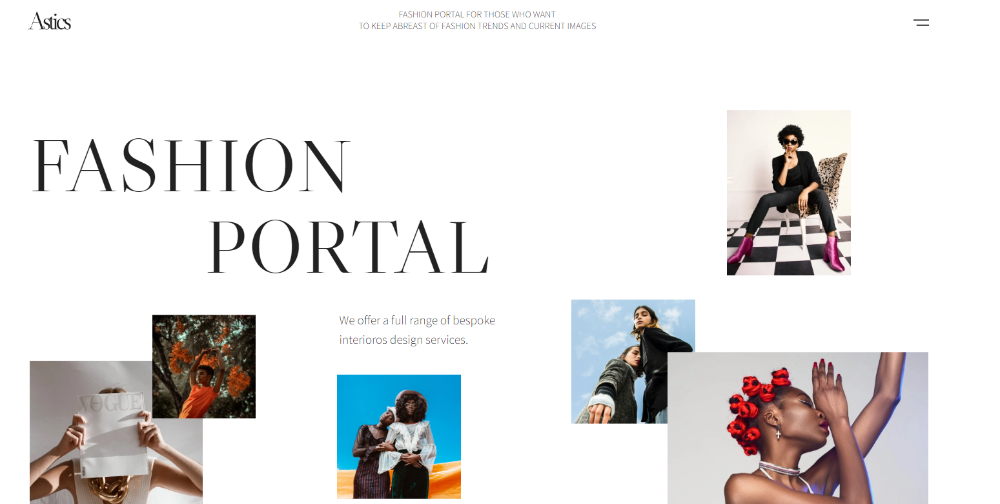 Astics
FASHION PORTAL FOR THOSE WHO WANT
TO KEEP ABREAST OF FASHION TRENDS AND CURRENT IMAGES
FASHION
PORTAL
We offer a full range of bespoke
interioros design services.
VOGUE